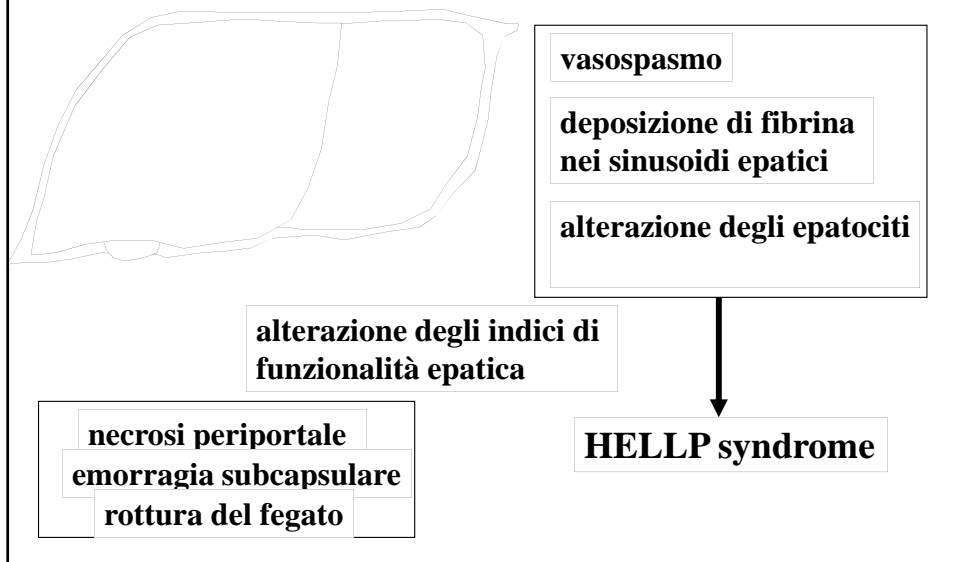 vasospasmo
deposizione di fibrina
nei sinusoidi epatici
alterazione degli epatociti
alterazione degli indici di
funzionalità epatica
necrosi periportale
emorragia subcapsulare
rottura del fegato
HELLP syndrome